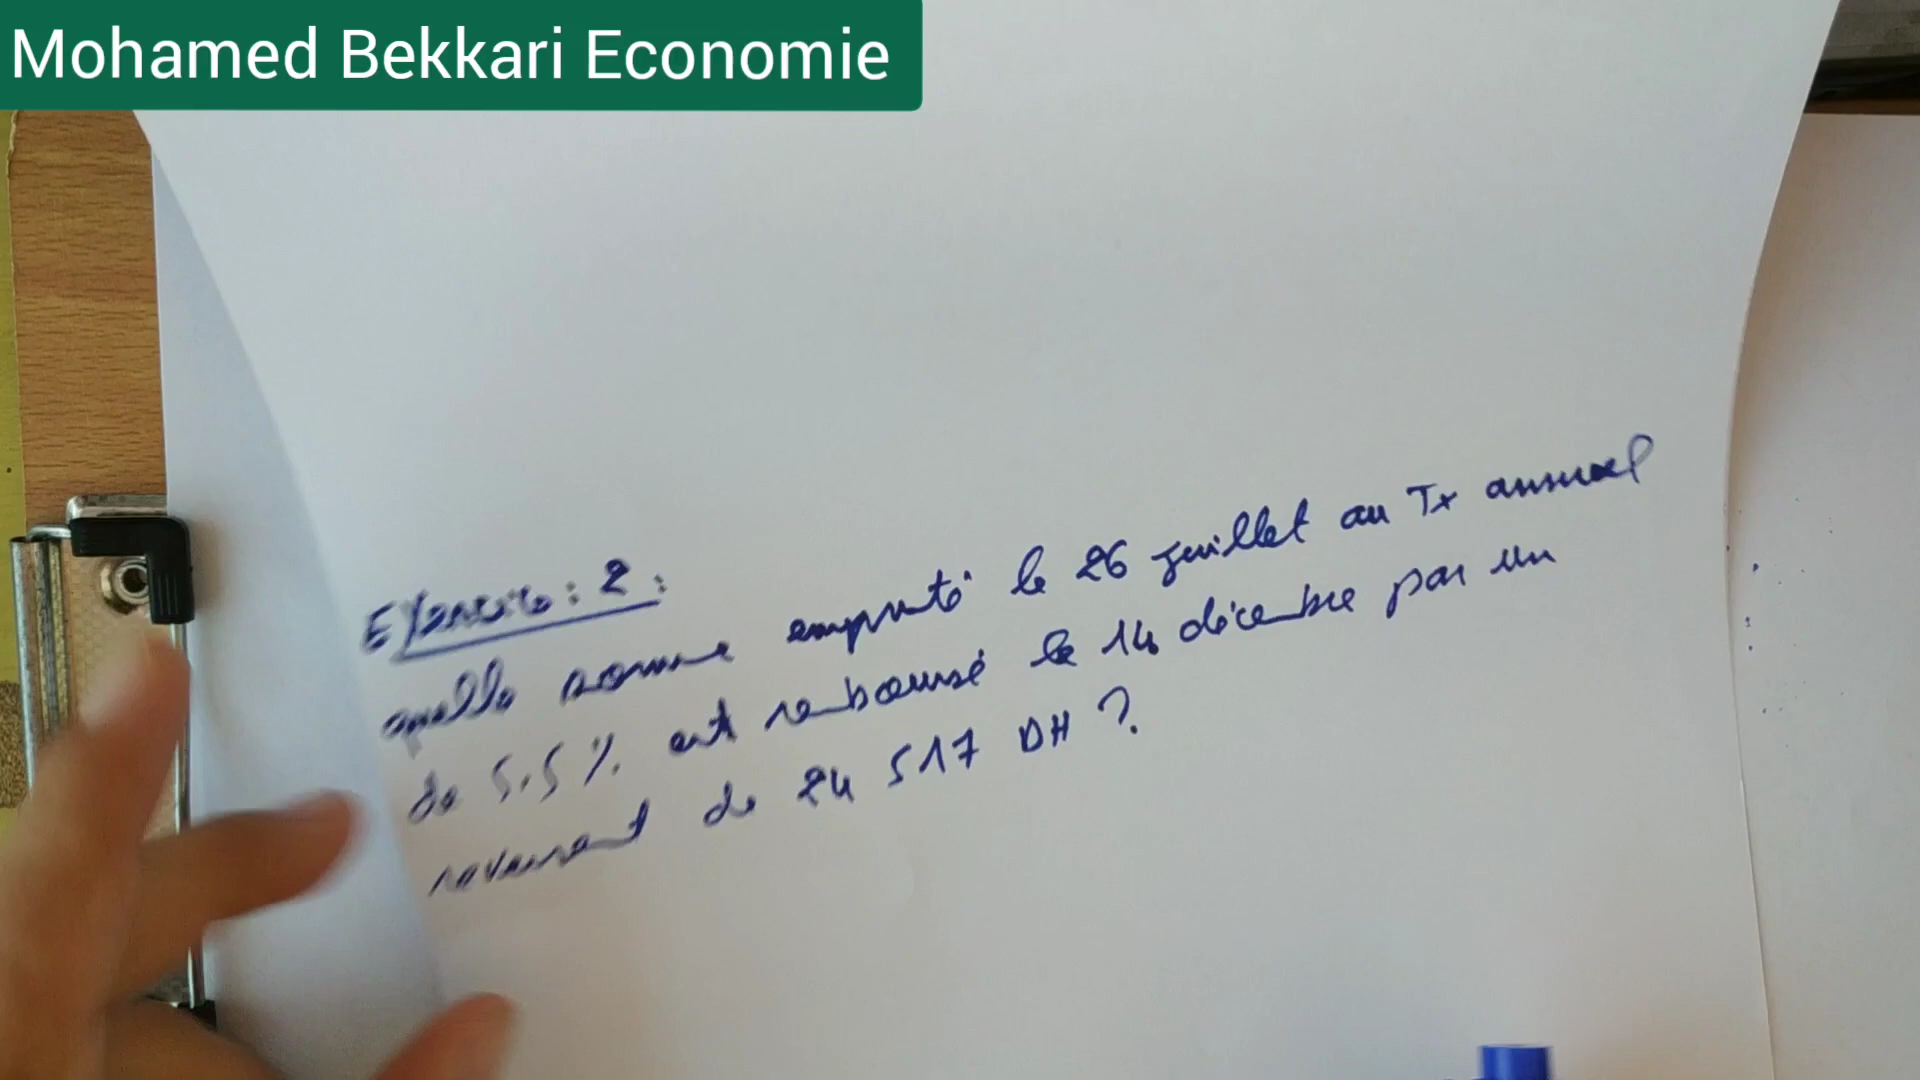 Mohamed Bekkari Economie
Exercice : 2 :
quelle somme emprunté le 26 juillet au Tx annuel
de 5.5 % est remboursé le 14 décembre par un
versement de 24 517 DH ?